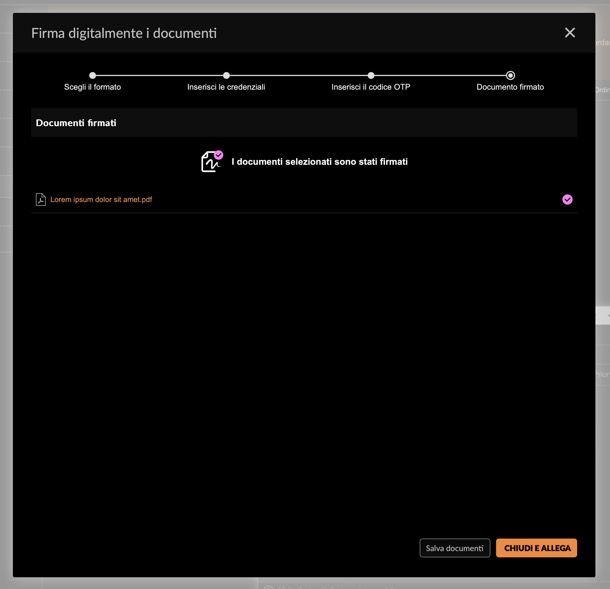 Firma digitalmente i documenti
Scegli il formato
Inserisci le credenziali
Inserisci il codice OTP
Documento firmato
Documenti firmati
I documenti selezionati sono stati firmati
Lorem ipsum dolor sit amet.pdf
Salva documenti
CHIUDI E ALLEGA